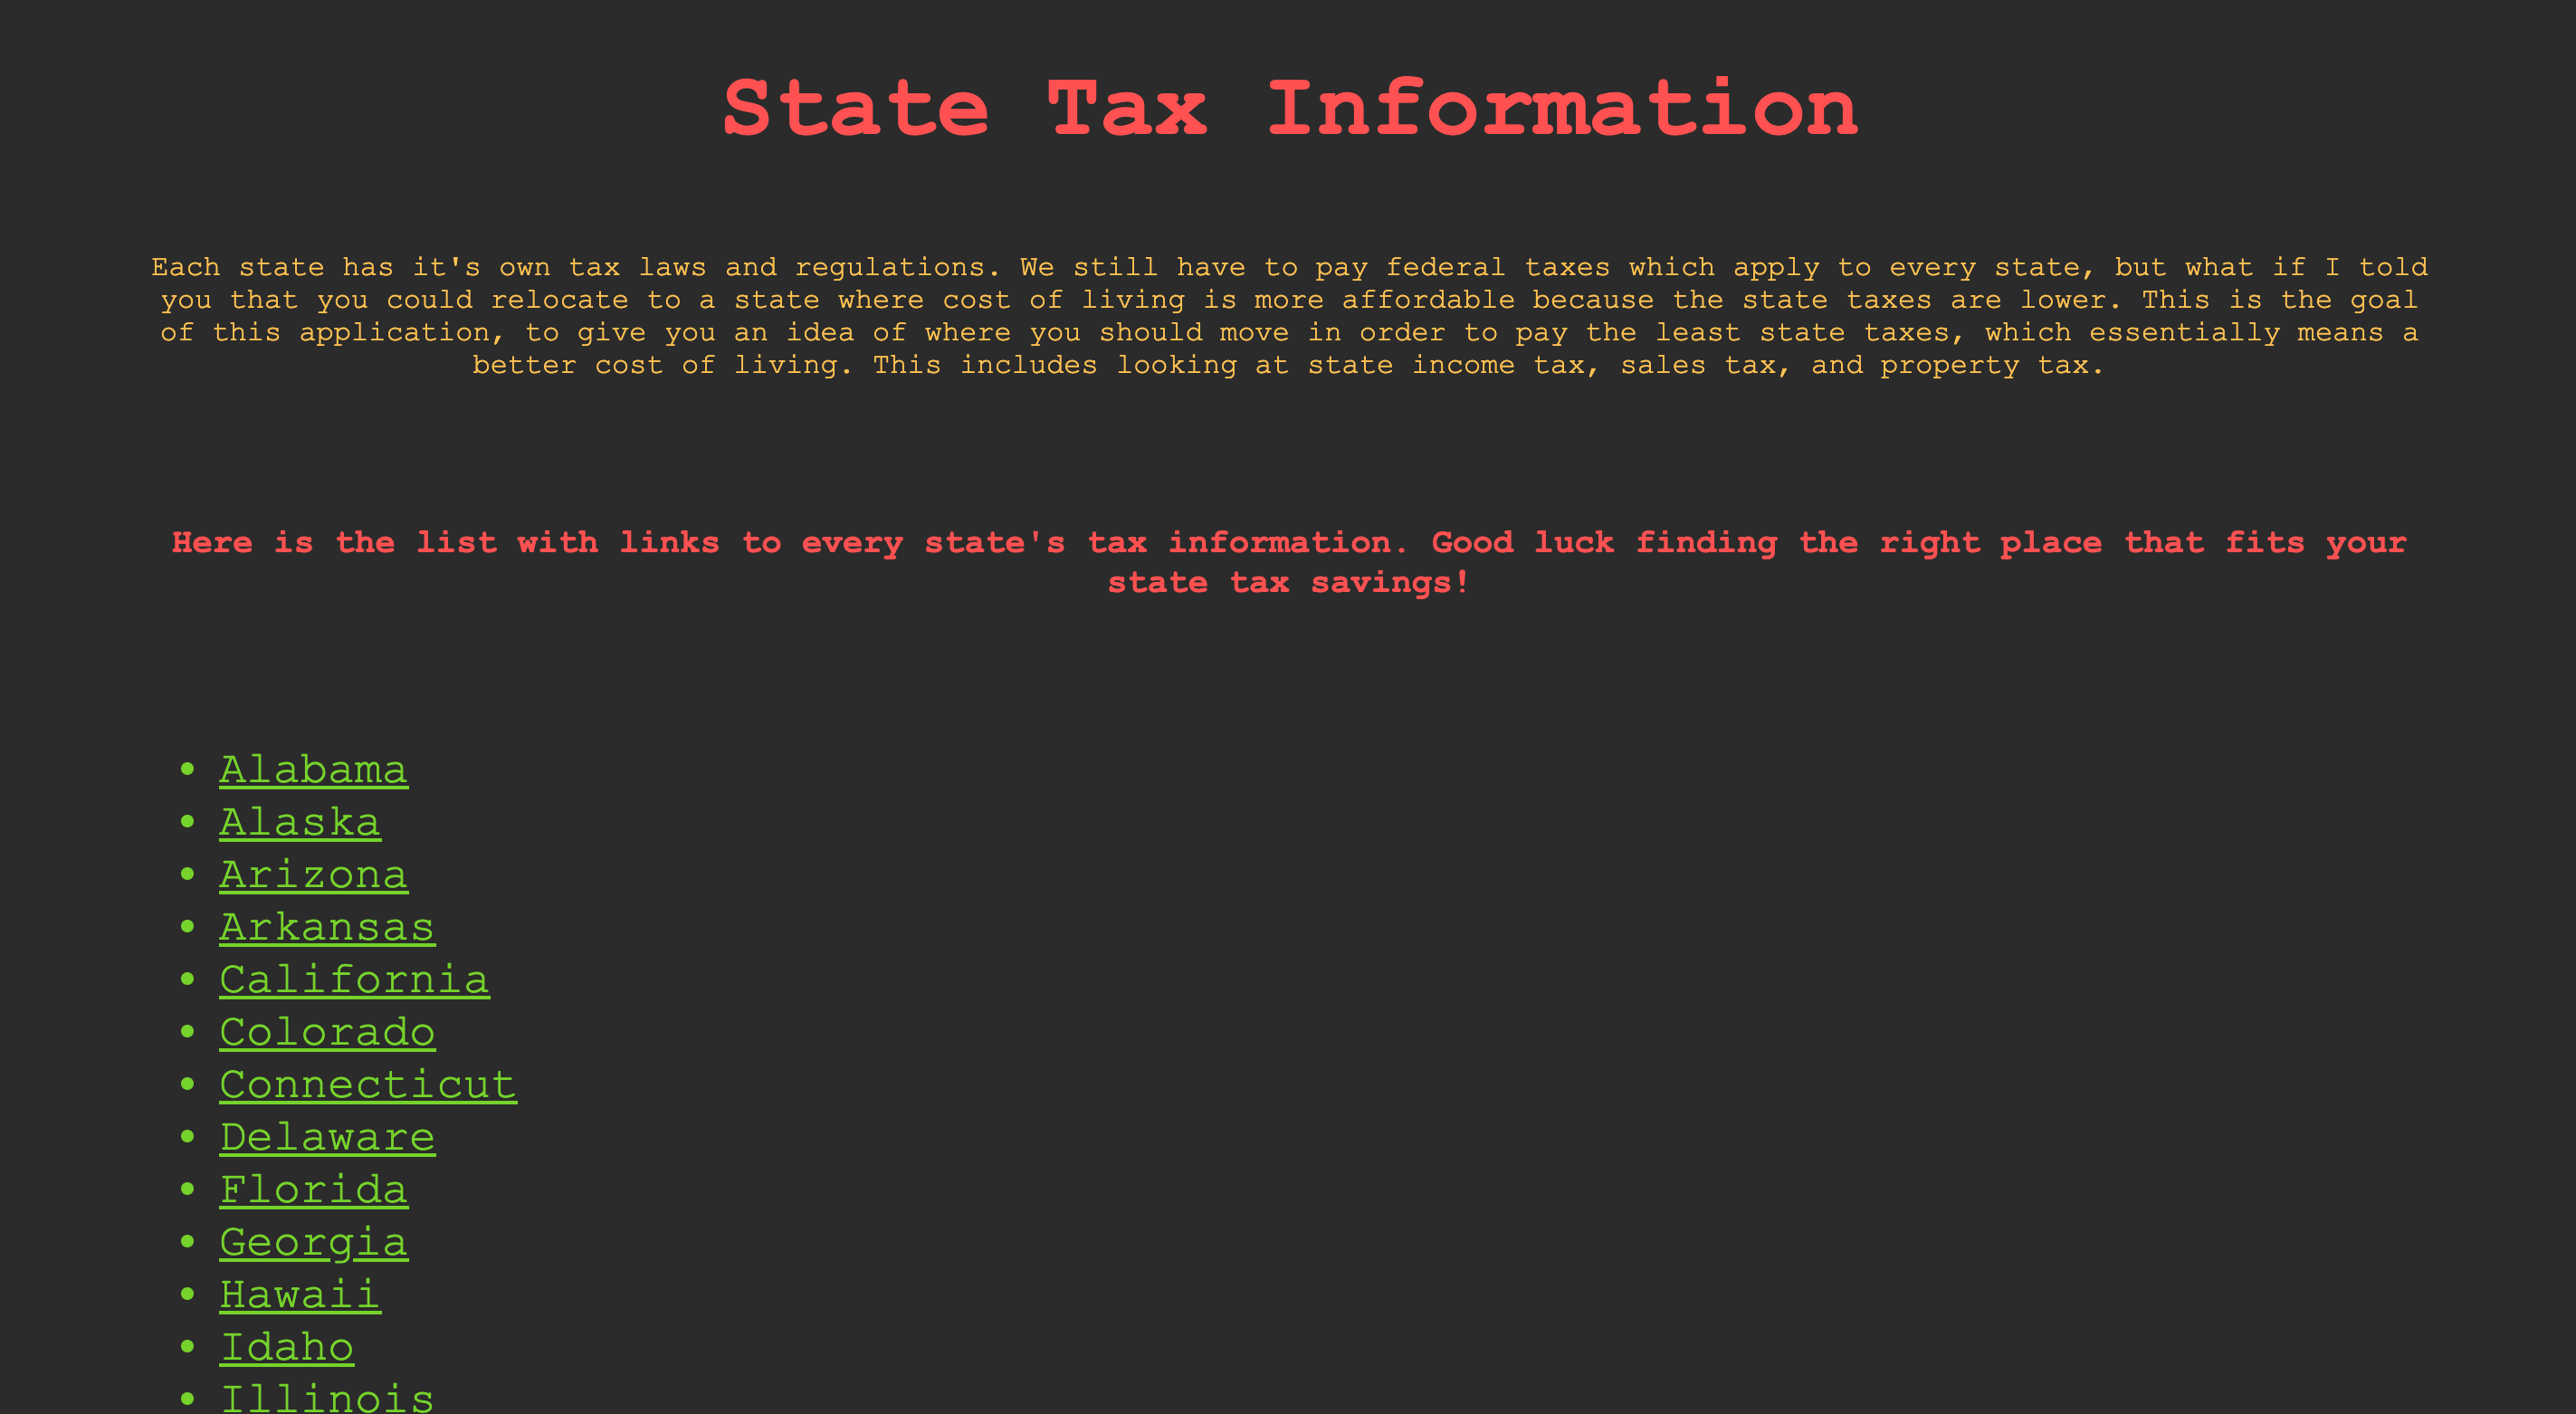 State Tax Information
Each state has it's own tax laws and regulations. We still have to pay federal taxes which apply to every state, but what if I told
you that you could relocate to a state where cost of living is more affordable because the state taxes are lower. This is the goal
of this application, to give you an idea of where you should move in order to pay the least state taxes, which essentially means a
better cost of living. This includes looking at state income tax, sales tax, and property tax.
Here is the list with links to every state's tax information. Good luck finding the right place that fits your
state tax savings!
• Alabama
• Alaska
• Arizona
• Arkansas
• California
• Colorado
• Connecticut
• Delaware
• Florida
• Georgia
• Hawaii
• Idaho
• Illinois